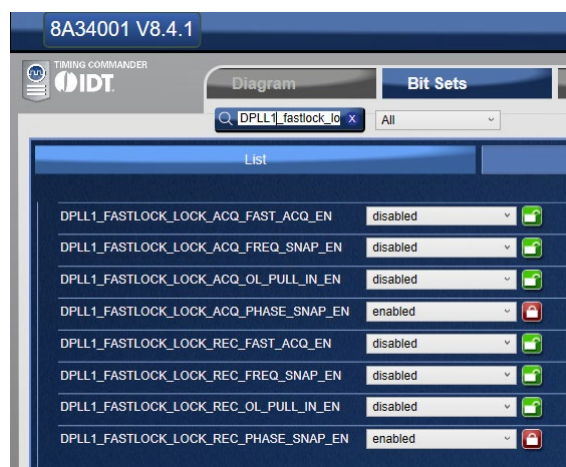 8A34001 V8.4.1
TIMING COMMANDER
IDT.
Diagram
Bit Sets
DPLL1_fastlock_lo x
All
List
DPLL1_FASTLOCK_LOCK_ACQ_FAST_ACQ_EN disabled
DPLL1_FASTLOCK_LOCK_ACQ_FREQ_SNAP_EN disabled
DPLL1_FASTLOCK_LOCK_ACQ_OL_PULL_IN_EN disabled
DPLL1_FASTLOCK_LOCK_ACQ_PHASE_SNAP_EN enabled
DPLL1_FASTLOCK_LOCK_REC_FAST_ACQ_EN disabled
DPLL1_FASTLOCK_LOCK_REC_FREQ_SNAP_EN disabled
DPLL1_FASTLOCK_LOCK_REC_OL_PULL_IN_EN disabled
DPLL1_FASTLOCK_LOCK_REC_PHASE_SNAP_EN enabled